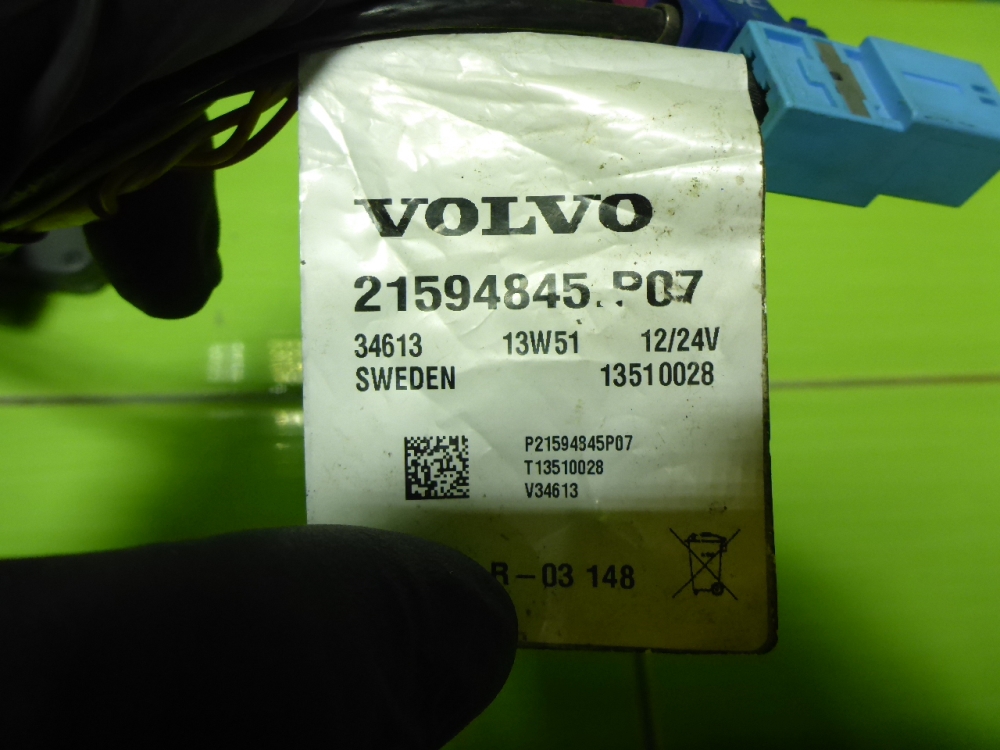 VOLVO
21594845.P07
34613 13W51 12/24V
SWEDEN 13510028
P21594845P07
T13510028
V34613
R-03 148